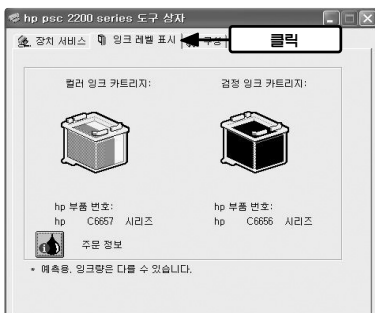 hp psc 2200 series 도구 상자
장치 서비스 잉크 레벨 표시 구성 클릭
컬러 잉크 카트리지: 검정 잉크 카트리지:
hp 부품 번호: hp 부품 번호:
hp C6657 시리즈 hp C6656 시리즈
주문 정보
* 예측용. 잉크량은 다를 수 있습니다.